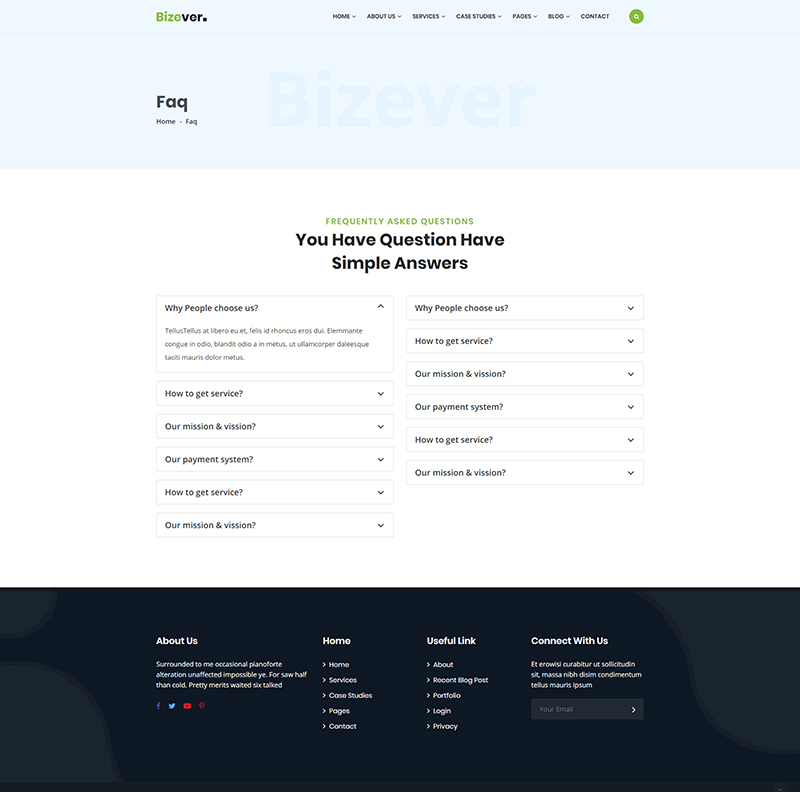 Bizever.
HOME ABOUT US SERVICES CASE STUDIES PAGES BLOG CONTACT
Bizever
Faq
Home - Faq
FREQUENTLY ASKED QUESTIONS
You Have Question Have
Simple Answers
Why People choose us?
TellusTellus at libero eu et, felis id rhoncus eros dui. Elemmante
congue in odio, blandit odio a in metus, ut ullamcorper daleesque
taciti mauris dolor metus.
How to get service?
Our mission & vission?
Our payment system?
How to get service?
Our mission & vission?
Why People choose us?
How to get service?
Our mission & vission?
Our payment system?
How to get service?
Our mission & vission?
About Us
Surrounded to me occasional pianoforte
alteration unaffected impossible ye. For saw half
than cold. Pretty merits waited six talked
Home
Home
Services
Case Studies
Pages
Contact
Useful Link
About
Recent Blog Post
Portfolio
Login
Privacy
Connect With Us
Et erowisi curabitur ut sollicitudin
sit, massa nibh disim condimentum
tellus mauris ipsum
Your Email